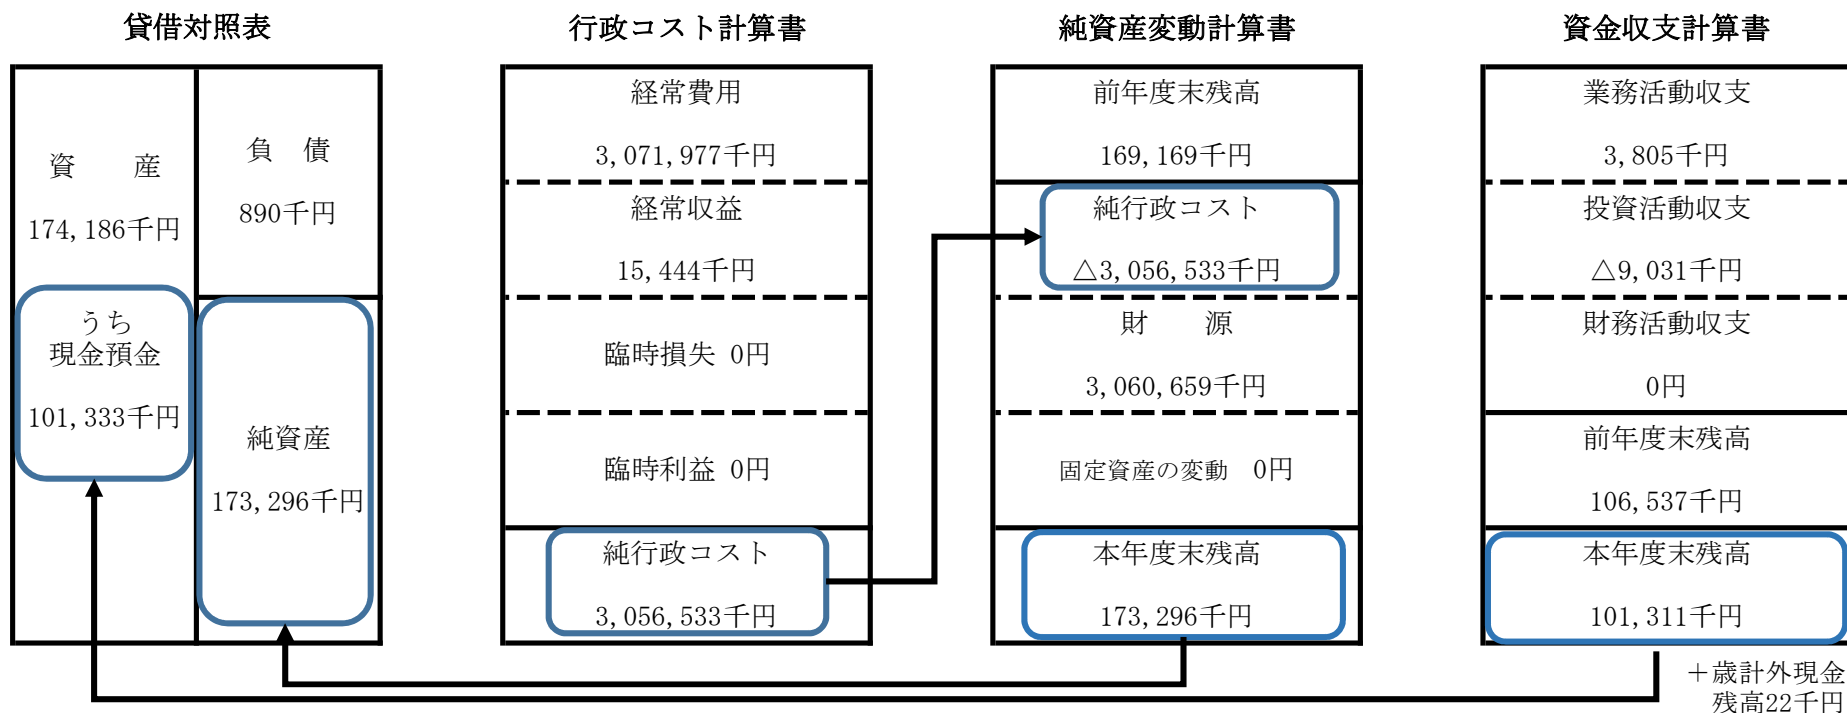 貸借対照表
資　産
174,186千円
うち
現金預金
101,333千円
負　債
890千円
純資産
173,296千円
行政コスト計算書
経常費用
3,071,977千円
経常収益
15,444千円
臨時損失 0円
臨時利益 0円
純行政コスト
3,056,533千円
純資産変動計算書
前年度末残高
169,169千円
純行政コスト
△3,056,533千円
財　源
3,060,659千円
固定資産の変動　0円
本年度末残高
173,296千円
資金収支計算書
業務活動収支
3,805千円
投資活動収支
△9,031千円
財務活動収支
0円
前年度末残高
106,537千円
本年度末残高
101,311千円
＋歳計外現金
残高22千円